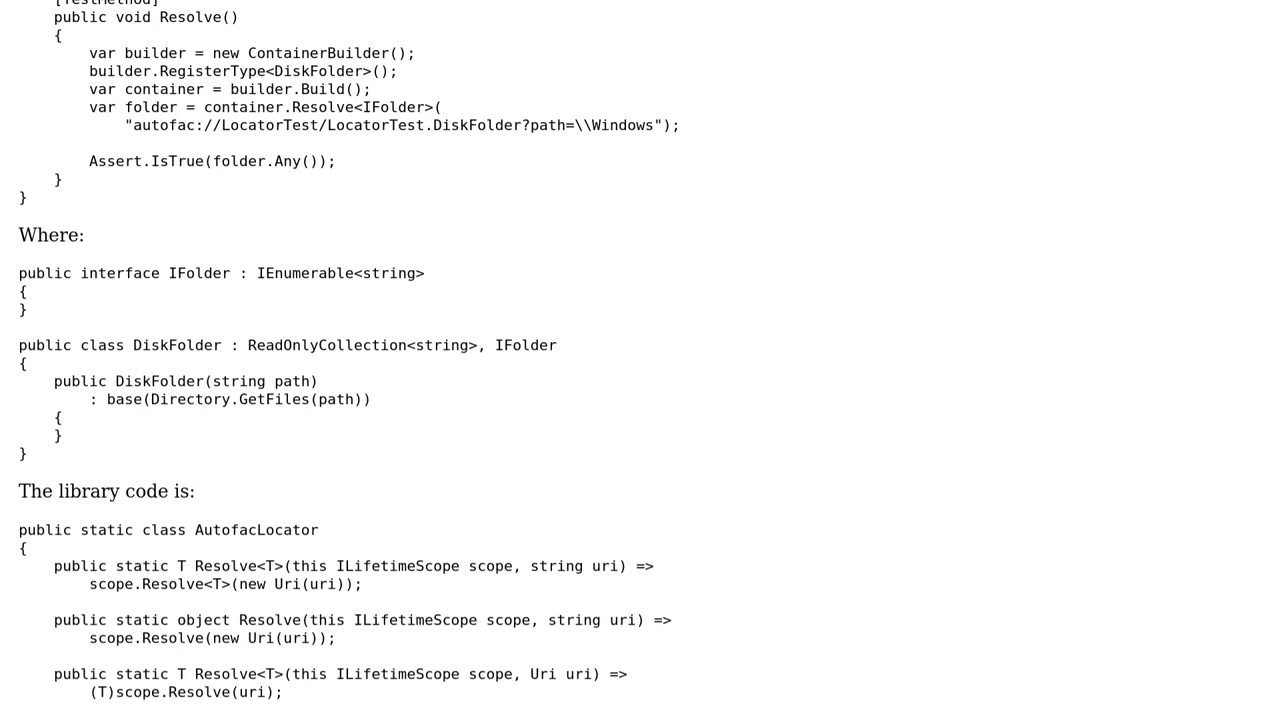 [TestMethod]
    public void Resolve()
    {
        var builder = new ContainerBuilder();
        builder.RegisterType<DiskFolder>();
        var container = builder.Build();
        var folder = container.Resolve<IFolder>(
            "autofac://LocatorTest/LocatorTest.DiskFolder?path=\\Windows");

        Assert.IsTrue(folder.Any());
    }
}
Where:
public interface IFolder : IEnumerable<string>
{
}

public class DiskFolder : ReadOnlyCollection<string>, IFolder
{
    public DiskFolder(string path)
        : base(Directory.GetFiles(path))
    {
    }
}
The library code is:
public static class AutofacLocator
{
    public static T Resolve<T>(this ILifetimeScope scope, string uri) =>
        scope.Resolve<T>(new Uri(uri));

    public static object Resolve(this ILifetimeScope scope, string uri) =>
        scope.Resolve(new Uri(uri));

    public static T Resolve<T>(this ILifetimeScope scope, Uri uri) =>
        (T)scope.Resolve(uri);